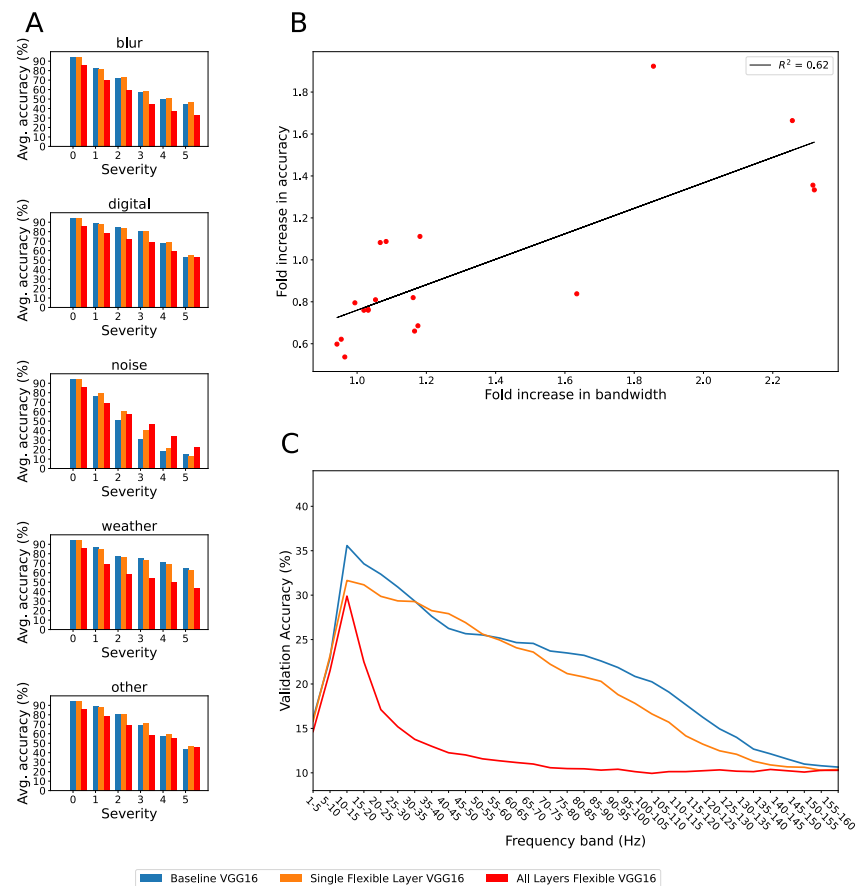 A
blur
Avg. accuracy (%)
90
70
50
40
30
20
10
0
0 1 2 3 4 5
Severity
digital
Avg. accuracy (%)
90
70
50
40
30
20
10
0
0 1 2 3 4 5
Severity
noise
Avg. accuracy (%)
90
70
50
40
30
20
10
0
0 1 2 3 4 5
Severity
weather
Avg. accuracy (%)
90
70
50
40
30
20
10
0
0 1 2 3 4 5
Severity
other
Avg. accuracy (%)
90
70
50
40
30
20
10
0
0 1 2 3 4 5
Severity
B
R² = 0.62
Fold increase in accuracy
1.8
1.6
1.4
1.2
1.0
0.8
0.6
1.0 1.2 1.4 1.6 1.8 2.0 2.2
Fold increase in bandwidth
C
Validation Accuracy (%)
40
35
30
25
20
15
10
1-5 5-10 10-15 15-20 20-25 25-30 30-35 35-40 40-45 45-50 50-55 55-60 60-65 65-70 70-75 75-80 80-85 85-90 90-95 95-100 100-105 105-110 110-115 115-120 120-125 125-130 130-135 135-140 140-145 145-150 150-155 155-160
Frequency band (Hz)
Baseline VGG16 Single Flexible Layer VGG16 All Layers Flexible VGG16